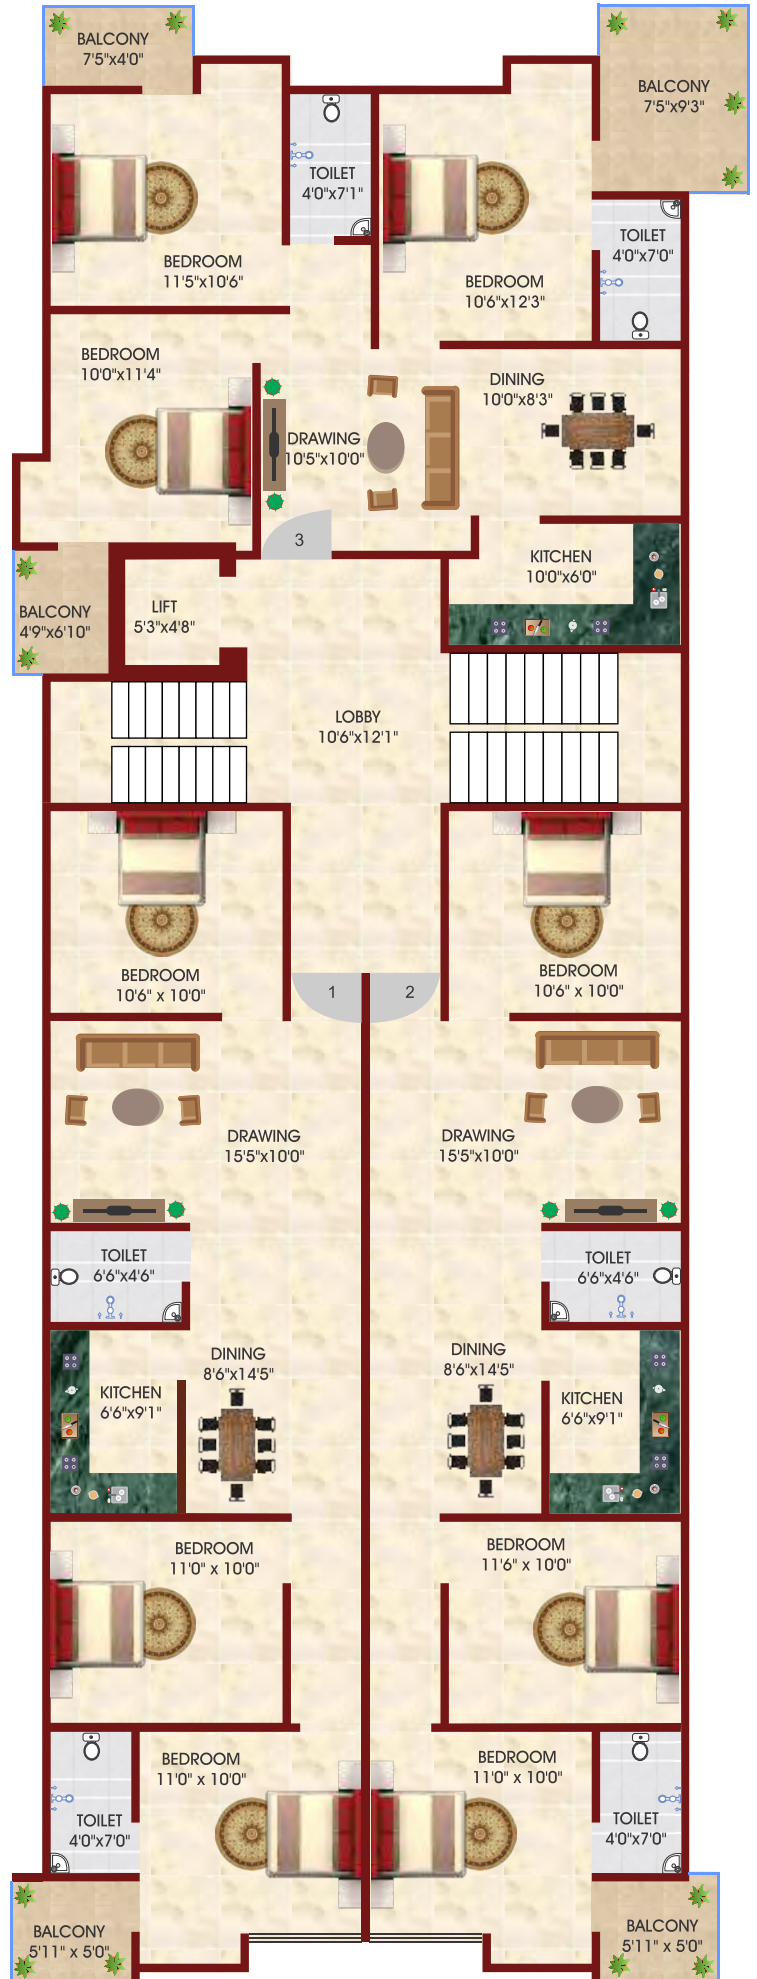 BALCONY
7'5"x4'0"
BALCONY
7'5"x9'3"
TOILET
4'0"x7'1"
TOILET
4'0"x7'0"
BEDROOM
11'5"x10'6"
BEDROOM
10'6"x12'3"
BEDROOM
10'0"x11'4"
DINING
10'0"x8'3"
DRAWING
10'5"x10'0"
3
KITCHEN
10'0"x6'0"
BALCONY
4'9"x6'10"
LIFT
5'3"x4'8"
LOBBY
10'6"x12'1"
BEDROOM
10'6" x 10'0"
BEDROOM
10'6" x 10'0"
1
2
DRAWING
15'5"x10'0"
DRAWING
15'5"x10'0"
TOILET
6'6"x4'6"
TOILET
6'6"x4'6"
DINING
8'6"x14'5"
DINING
8'6"x14'5"
KITCHEN
6'6"x9'1"
KITCHEN
6'6"x9'1"
BEDROOM
11'0" x 10'0"
BEDROOM
11'6" x 10'0"
BEDROOM
11'0" x 10'0"
BEDROOM
11'0" x 10'0"
TOILET
4'0"x7'0"
TOILET
4'0"x7'0"
BALCONY
5'11" x 5'0"
BALCONY
5'11" x 5'0"